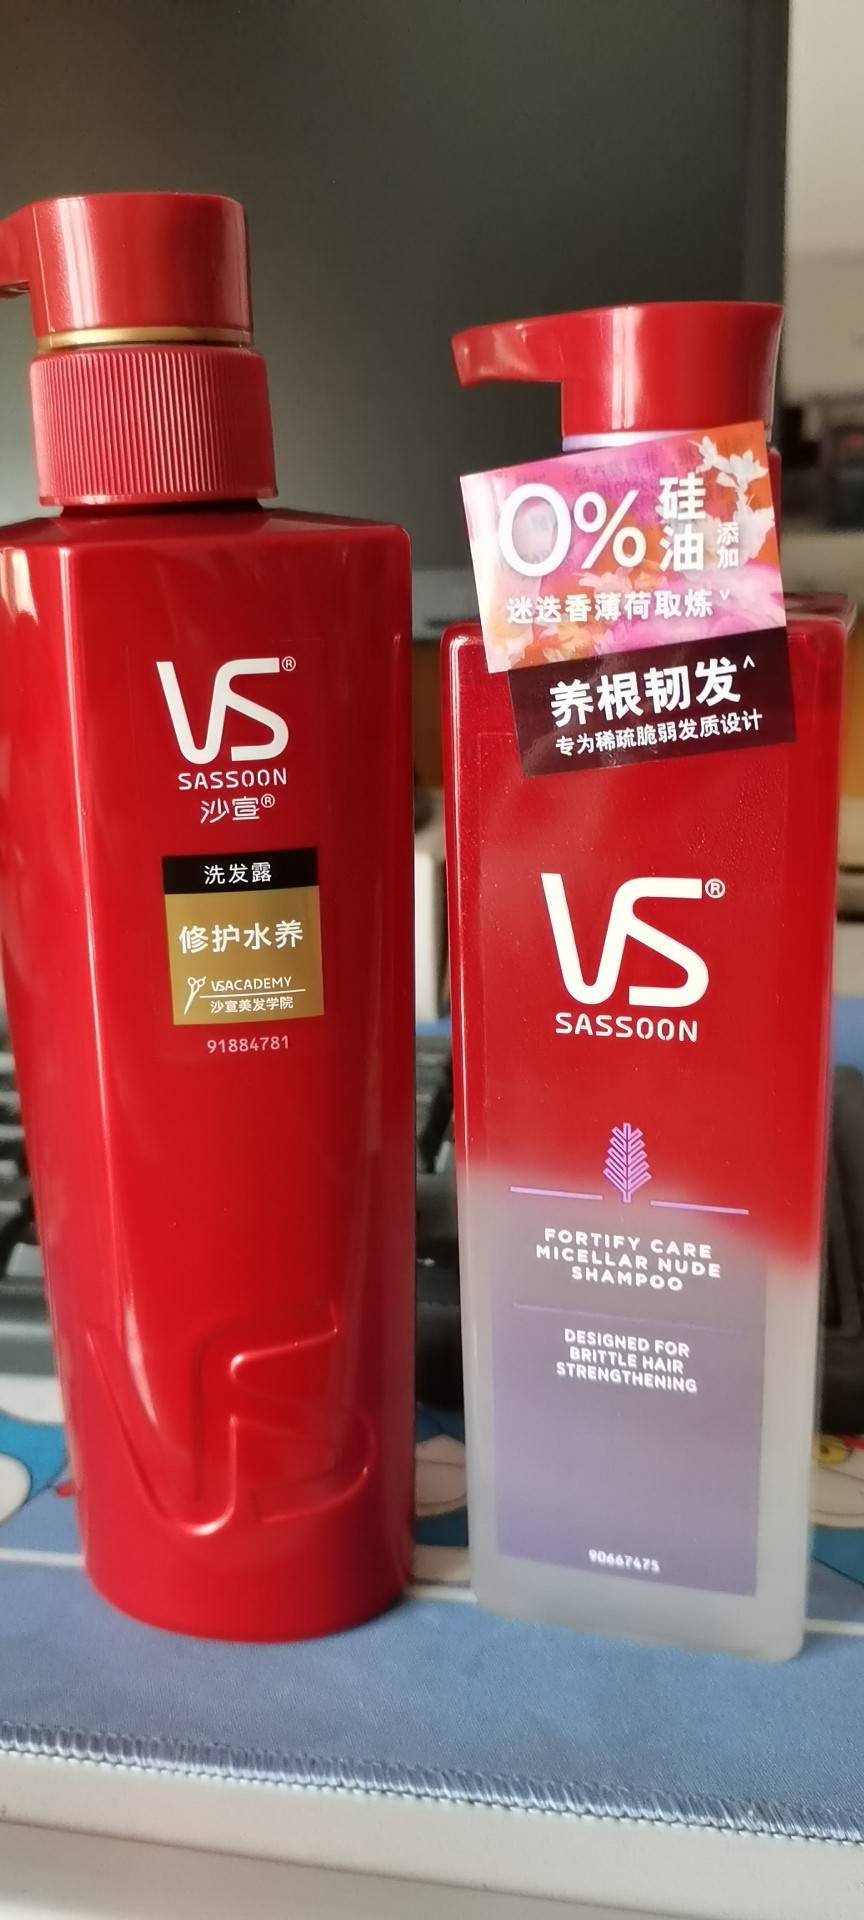 VS®
SASSOON
沙宣®
洗发露
修护水养
VSACADEMY
沙宣美发学院
91884781
VS
0%硅油添加
迷迭香薄荷取炼˅
养根韧发^
专为稀疏脆弱发质设计
VS®
SASSOON
FORTIFY CARE
MICELLAR NUDE
SHAMPOO
DESIGNED FOR
BRITTLE HAIR
STRENGTHENING
90667475